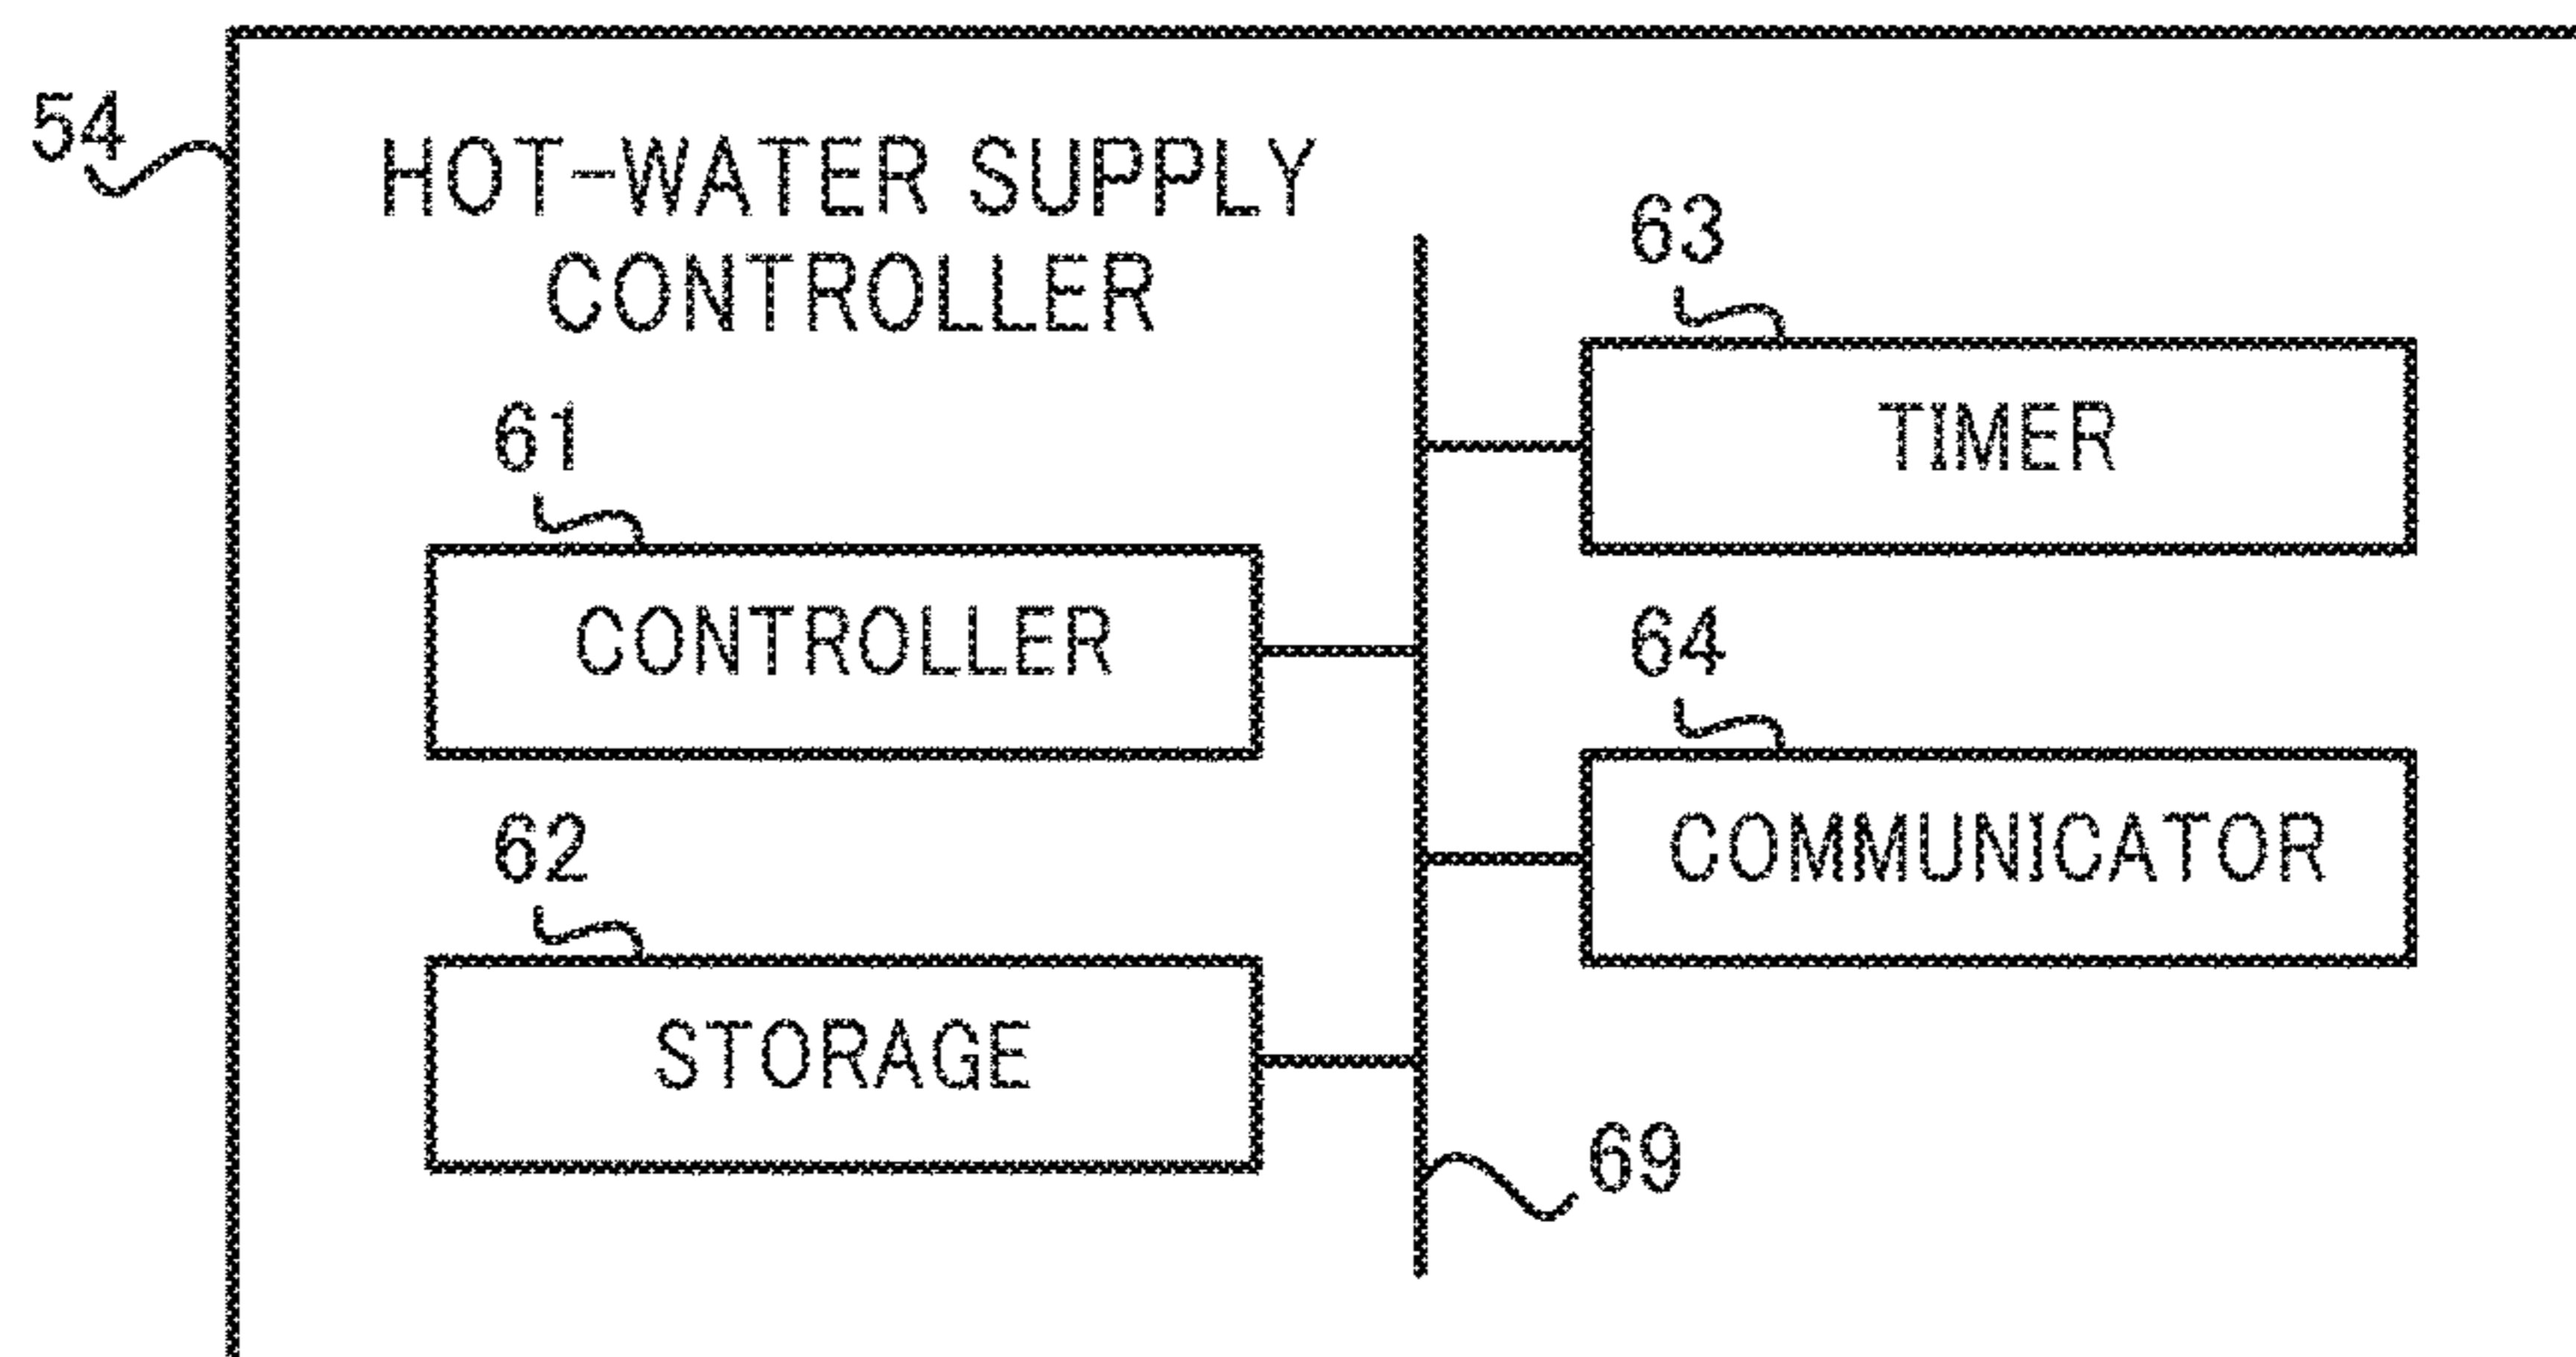 54
HOT-WATER SUPPLY
CONTROLLER
63
TIMER
61
CONTROLLER
64
COMMUNICATOR
62
STORAGE
69